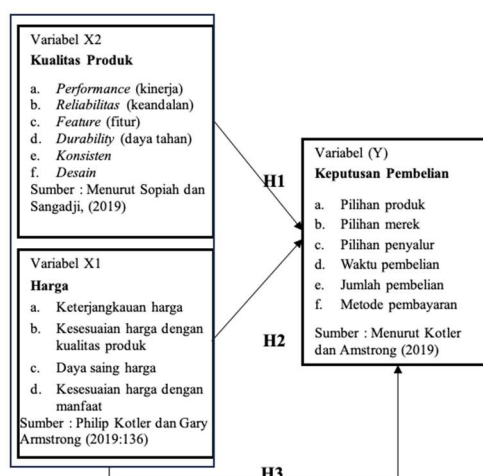 Variabel X2
Kualitas Produk
a. Performance (kinerja)
b. Reliabilitas (keandalan)
c. Feature (fitur)
d. Durability (daya tahan)
e. Konsisten
f. Desain
Sumber : Menurut Sopiah dan
Sangadji, (2019)
Variabel X1
Harga
a. Keterjangkauan harga
b. Kesesuaian harga dengan
kualitas produk
c. Daya saing harga
d. Kesesuaian harga dengan
manfaat
Sumber : Philip Kotler dan Gary
Armstrong (2019:136)
H1
H2
H3
Variabel (Y)
Keputusan Pembelian
a. Pilihan produk
b. Pilihan merek
c. Pilihan penyalur
d. Waktu pembelian
e. Jumlah pembelian
f. Metode pembayaran
Sumber : Menurut Kotler
dan Amstrong (2019)